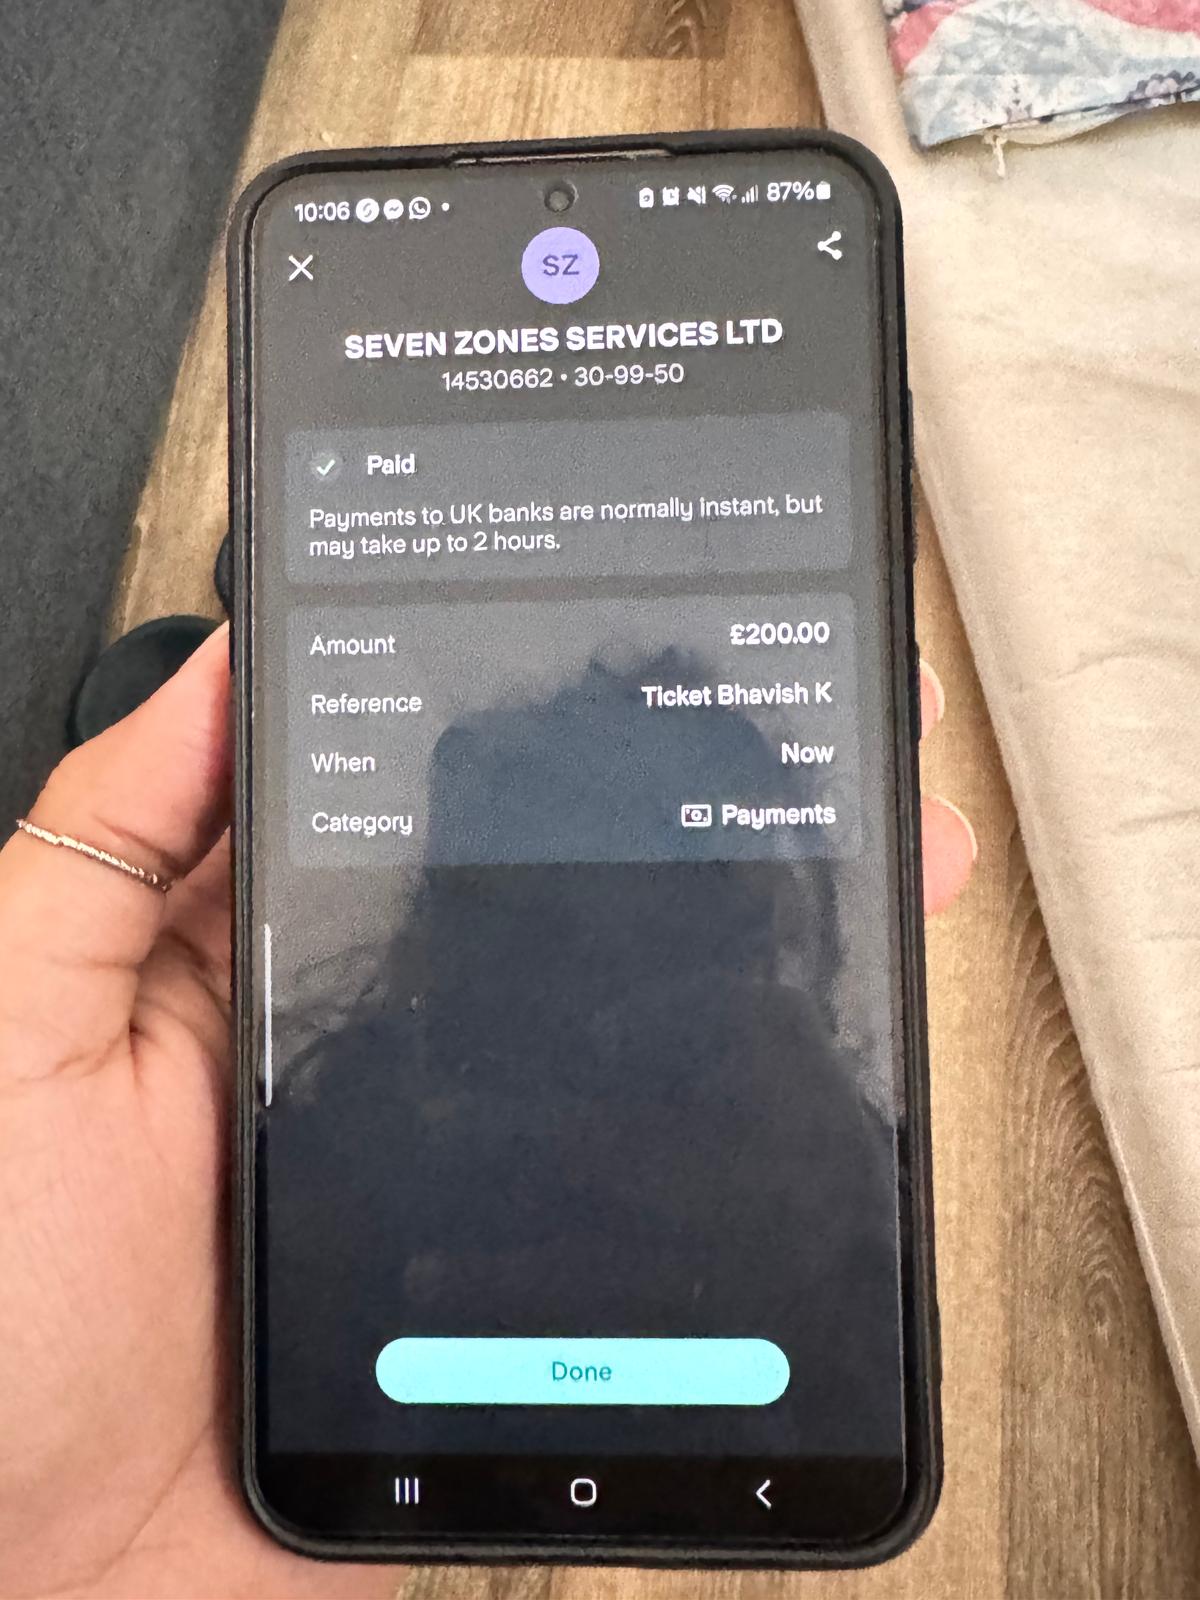 10:06
87%
SZ
SEVEN ZONES SERVICES LTD
14530662 • 30-99-50
Paid
Payments to UK banks are normally instant, but
may take up to 2 hours.
Amount £200.00
Reference Ticket Bhavish K
When Now
Category Payments
Done